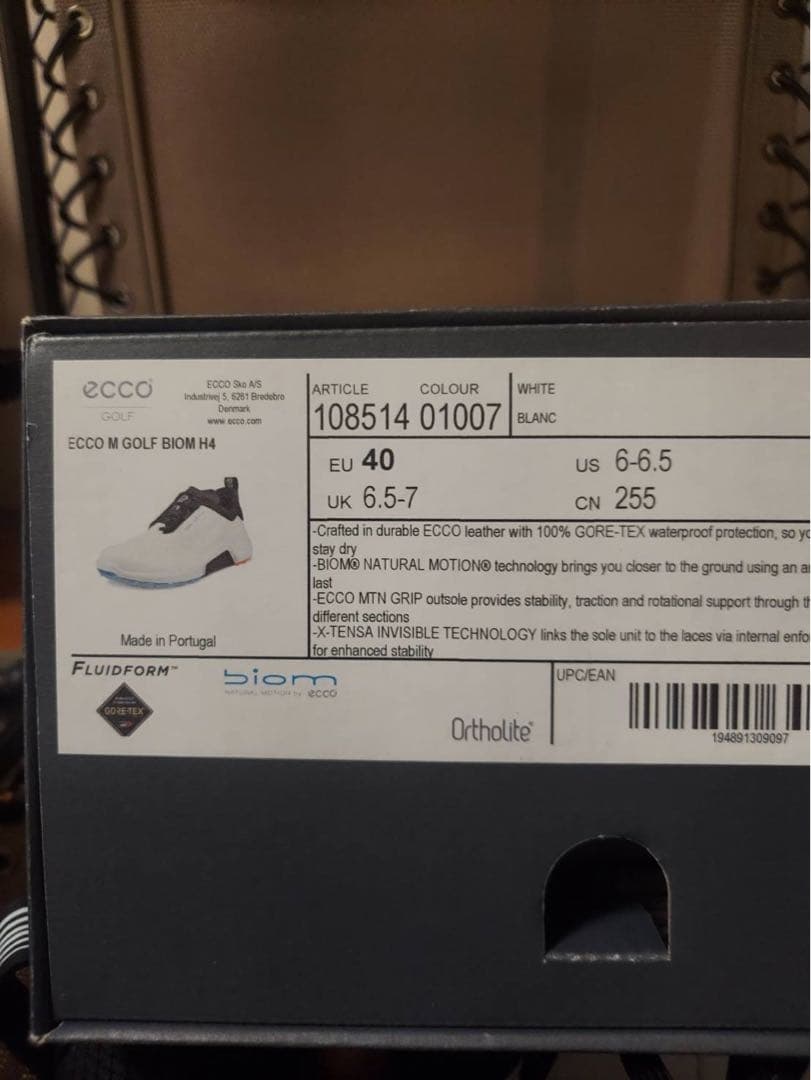 ecco
GOLF
ECCO Sko A/S
Industrivej 5, 6261 Bredebro
Denmark
www.ecco.com
ECCO M GOLF BIOM H4
Made in Portugal
ARTICLE COLOUR
108514 01007
WHITE
BLANC
EU 40 US 6-6.5
UK 6.5-7 CN 255
-Crafted in durable ECCO leather with 100% GORE-TEX waterproof protection, so
stay dry
-BIOM® NATURAL MOTION® technology brings you closer to the ground using an
last
-ECCO MTN GRIP outsole provides stability, traction and rotational support through
different sections
-X-TENSA INVISIBLE TECHNOLOGY links the sole unit to the laces via internal
for enhanced stability
FLUIDFORM™
GORE-TEX
biom
NATURAL MOTION by ecco
Ortholite®
UPC/EAN
194891309097